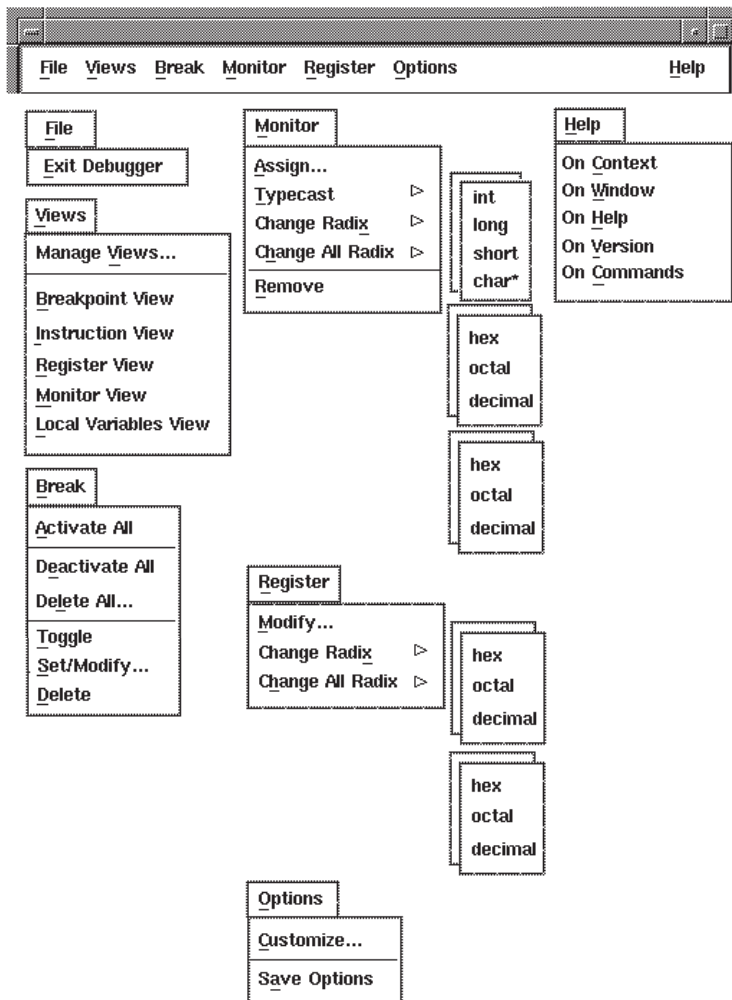 File Views Break Monitor Register Options Help
File
Exit Debugger
Views
Manage Views...
Breakpoint View
Instruction View
Register View
Monitor View
Local Variables View
Break
Activate All
Deactivate All
Delete All...
Toggle
Set/Modify...
Delete
Monitor
Assign...
Typecast
Change Radix
Change All Radix
Remove
int
long
short
char*
hex
octal
decimal
hex
octal
decimal
Register
Modify...
Change Radix
Change All Radix
hex
octal
decimal
hex
octal
decimal
Options
Customize...
Save Options
Help
On Context
On Window
On Help
On Version
On Commands